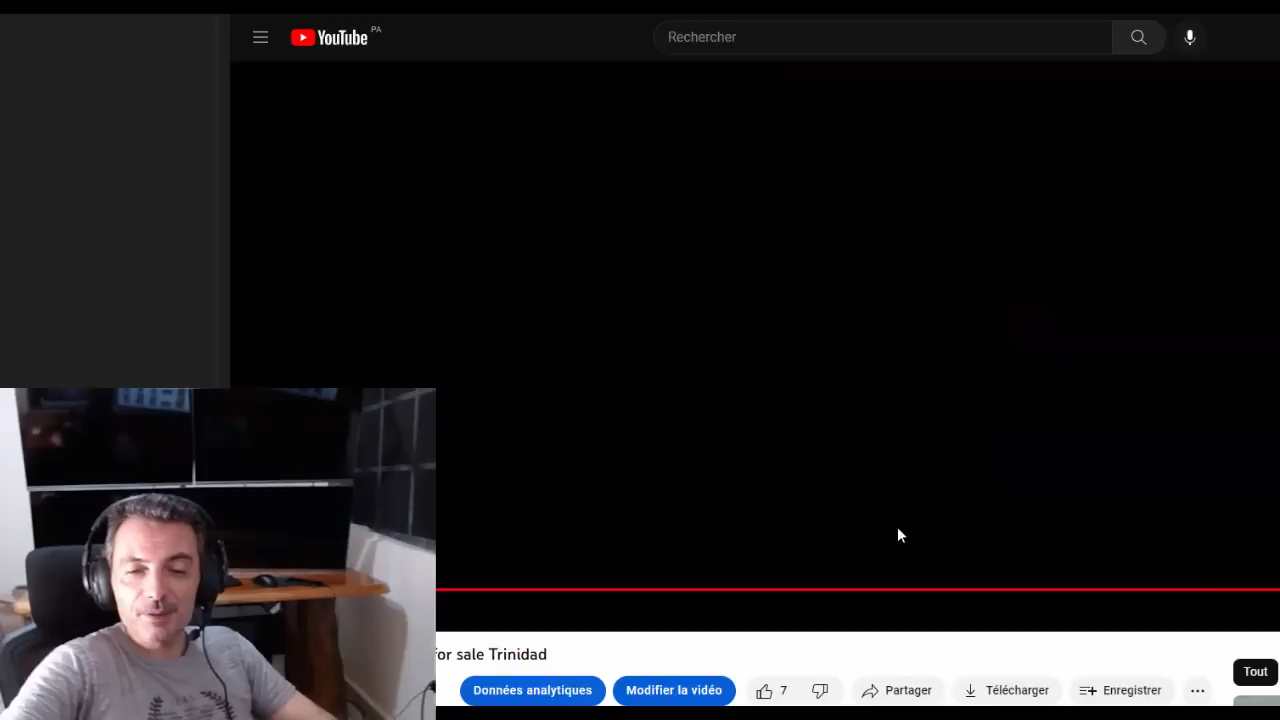 YouTube PA
Rechercher
for sale Trinidad
Tout
Données analytiques
Modifier la vidéo
7
Partager
Télécharger
Enregistrer